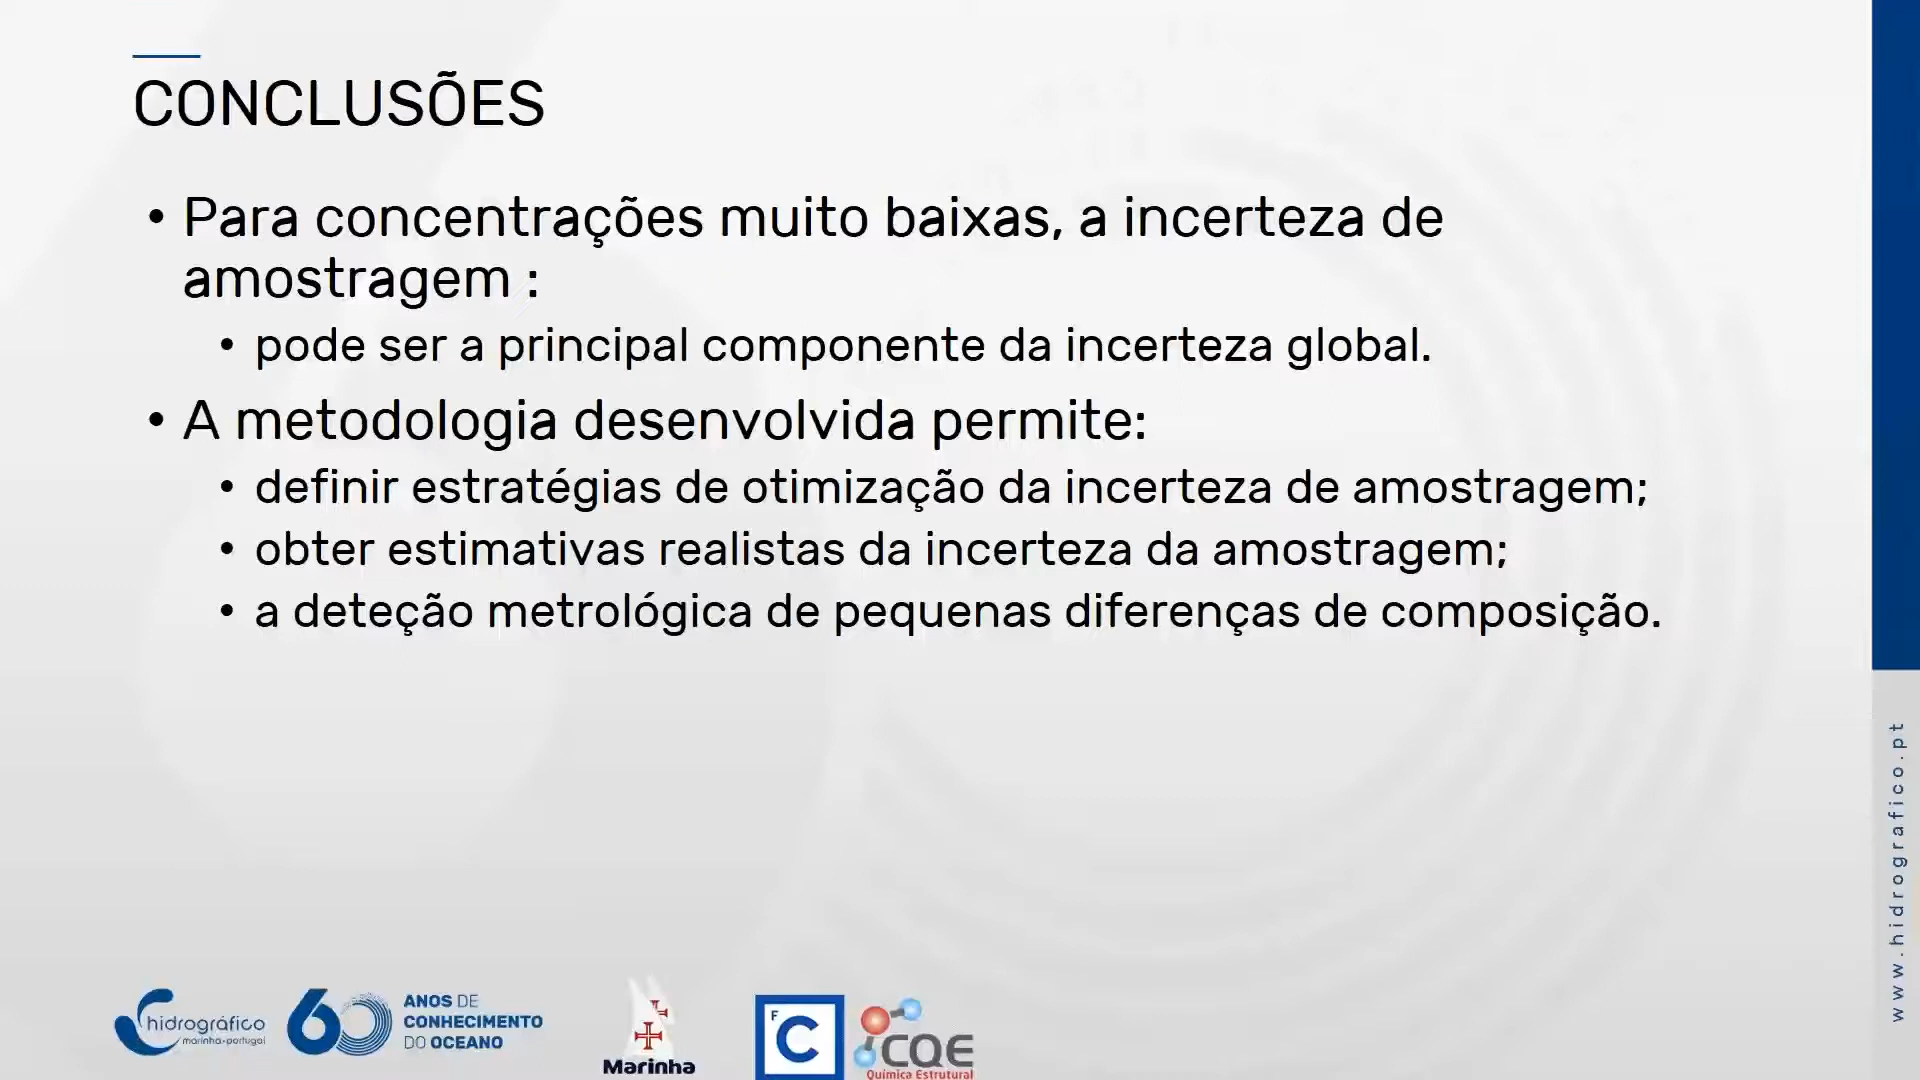 CONCLUSÕES
• Para concentrações muito baixas, a incerteza de
amostragem :
• pode ser a principal componente da incerteza global.
• A metodologia desenvolvida permite:
• definir estratégias de otimização da incerteza de amostragem;
• obter estimativas realistas da incerteza da amostragem;
• a deteção metrológica de pequenas diferenças de composição.
www.hidrografico.pt
hidrográfico
marinha-portugal
60
ANOS DE
CONHECIMENTO
DO OCEANO
Marinha
F
C
CQE
Química Estrutural